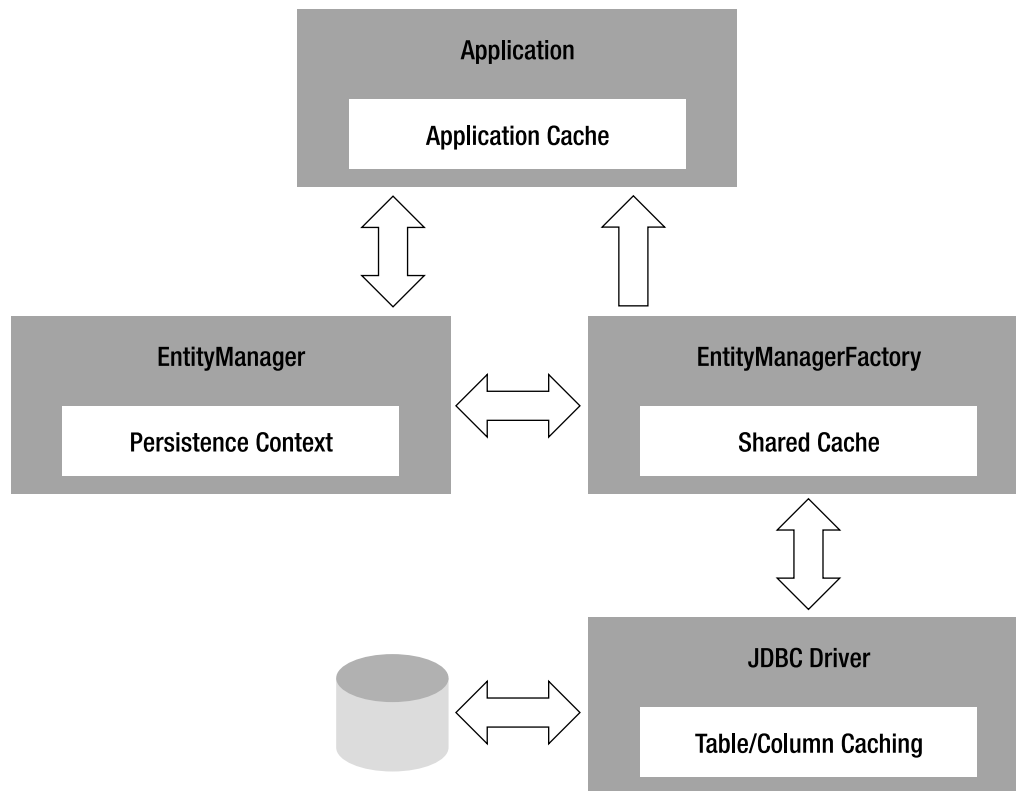 Application
Application Cache
EntityManager
Persistence Context
EntityManagerFactory
Shared Cache
JDBC Driver
Table/Column Caching